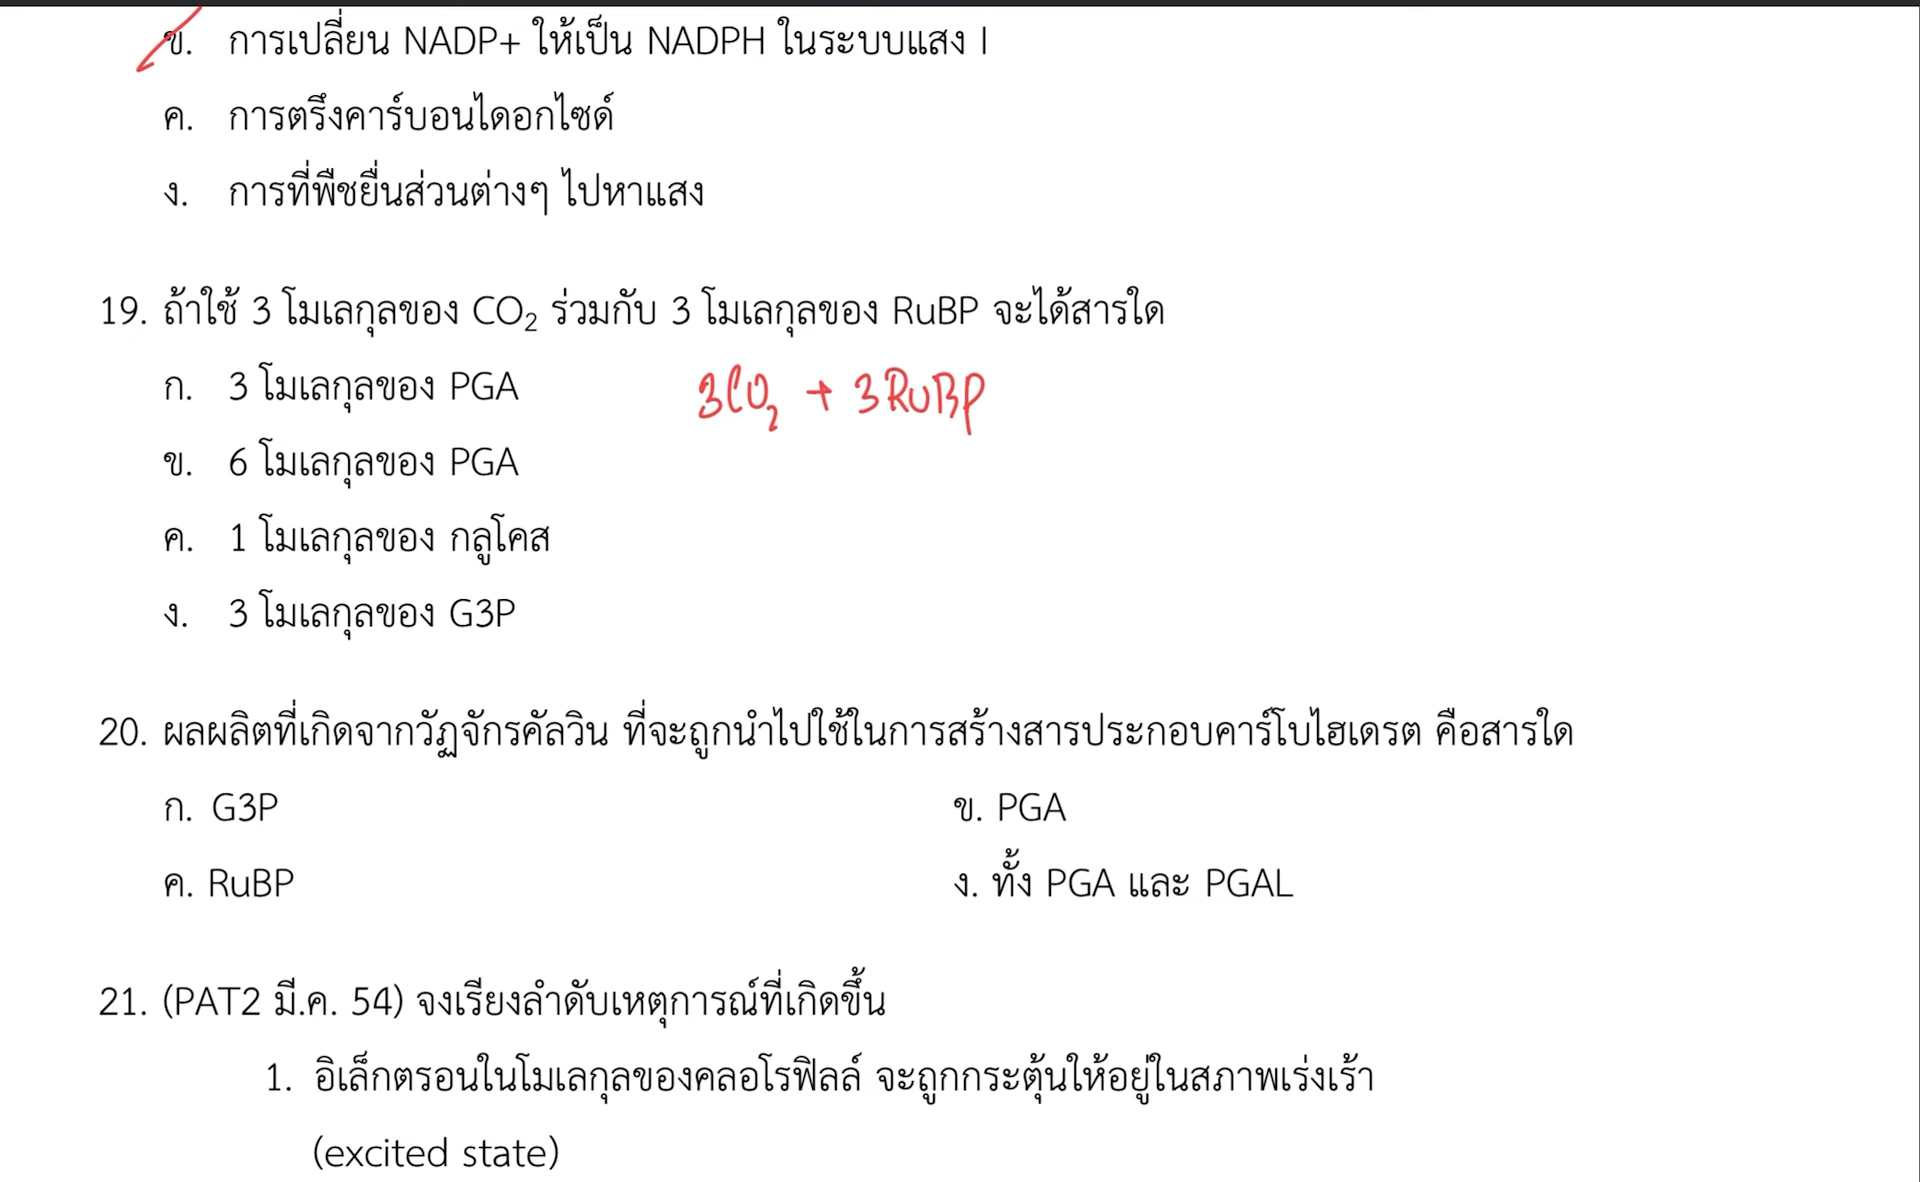 ข. การเปลี่ยน NADP+ ให้เป็น NADPH ในระบบแสง I
ค. การตรึงคาร์บอนไดอกไซด์
ง. การที่พืชยื่นส่วนต่างๆ ไปหาแสง
19. ถ้าใช้ 3 โมเลกุลของ CO₂ ร่วมกับ 3 โมเลกุลของ RuBP จะได้สารใด
ก. 3 โมเลกุลของ PGA
3CO₂ + 3RuBP
ข. 6 โมเลกุลของ PGA
ค. 1 โมเลกุลของ กลูโคส
ง. 3 โมเลกุลของ G3P
20. ผลผลิตที่เกิดจากวัฏจักรคัลวิน ที่จะถูกนำไปใช้ในการสร้างสารประกอบคาร์โบไฮเดรต คือสารใด
ก. G3P ข. PGA
ค. RuBP ง. ทั้ง PGA และ PGAL
21. (PAT2 มี.ค. 54) จงเรียงลำดับเหตุการณ์ที่เกิดขึ้น
1. อิเล็กตรอนในโมเลกุลของคลอโรฟิลล์ จะถูกกระตุ้นให้อยู่ในสภาพเร่งเร้า
(excited state)